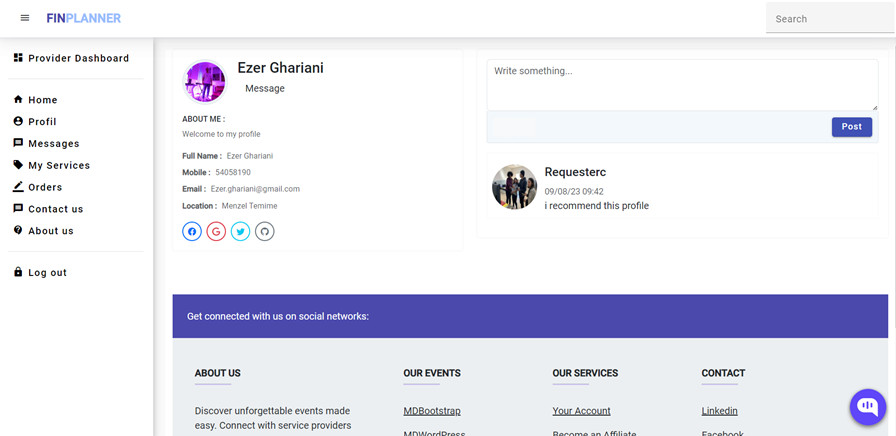 FINPLANNER
Search
Provider Dashboard
Home
Profil
Messages
My Services
Orders
Contact us
About us
Log out
Ezer Ghariani
Message
ABOUT ME :
Welcome to my profile
Full Name : Ezer Ghariani
Mobile : 54058190
Email : Ezer.ghariani@gmail.com
Location : Menzel Temime
Write something...
Post
Requesterc
09/08/23 09:42
i recommend this profile
Get connected with us on social networks:
ABOUT US
Discover unforgettable events made
easy. Connect with service providers
OUR EVENTS
MDBootstrap
MDWordPress
OUR SERVICES
Your Account
Become an Affiliate
CONTACT
Linkedin
Facebook